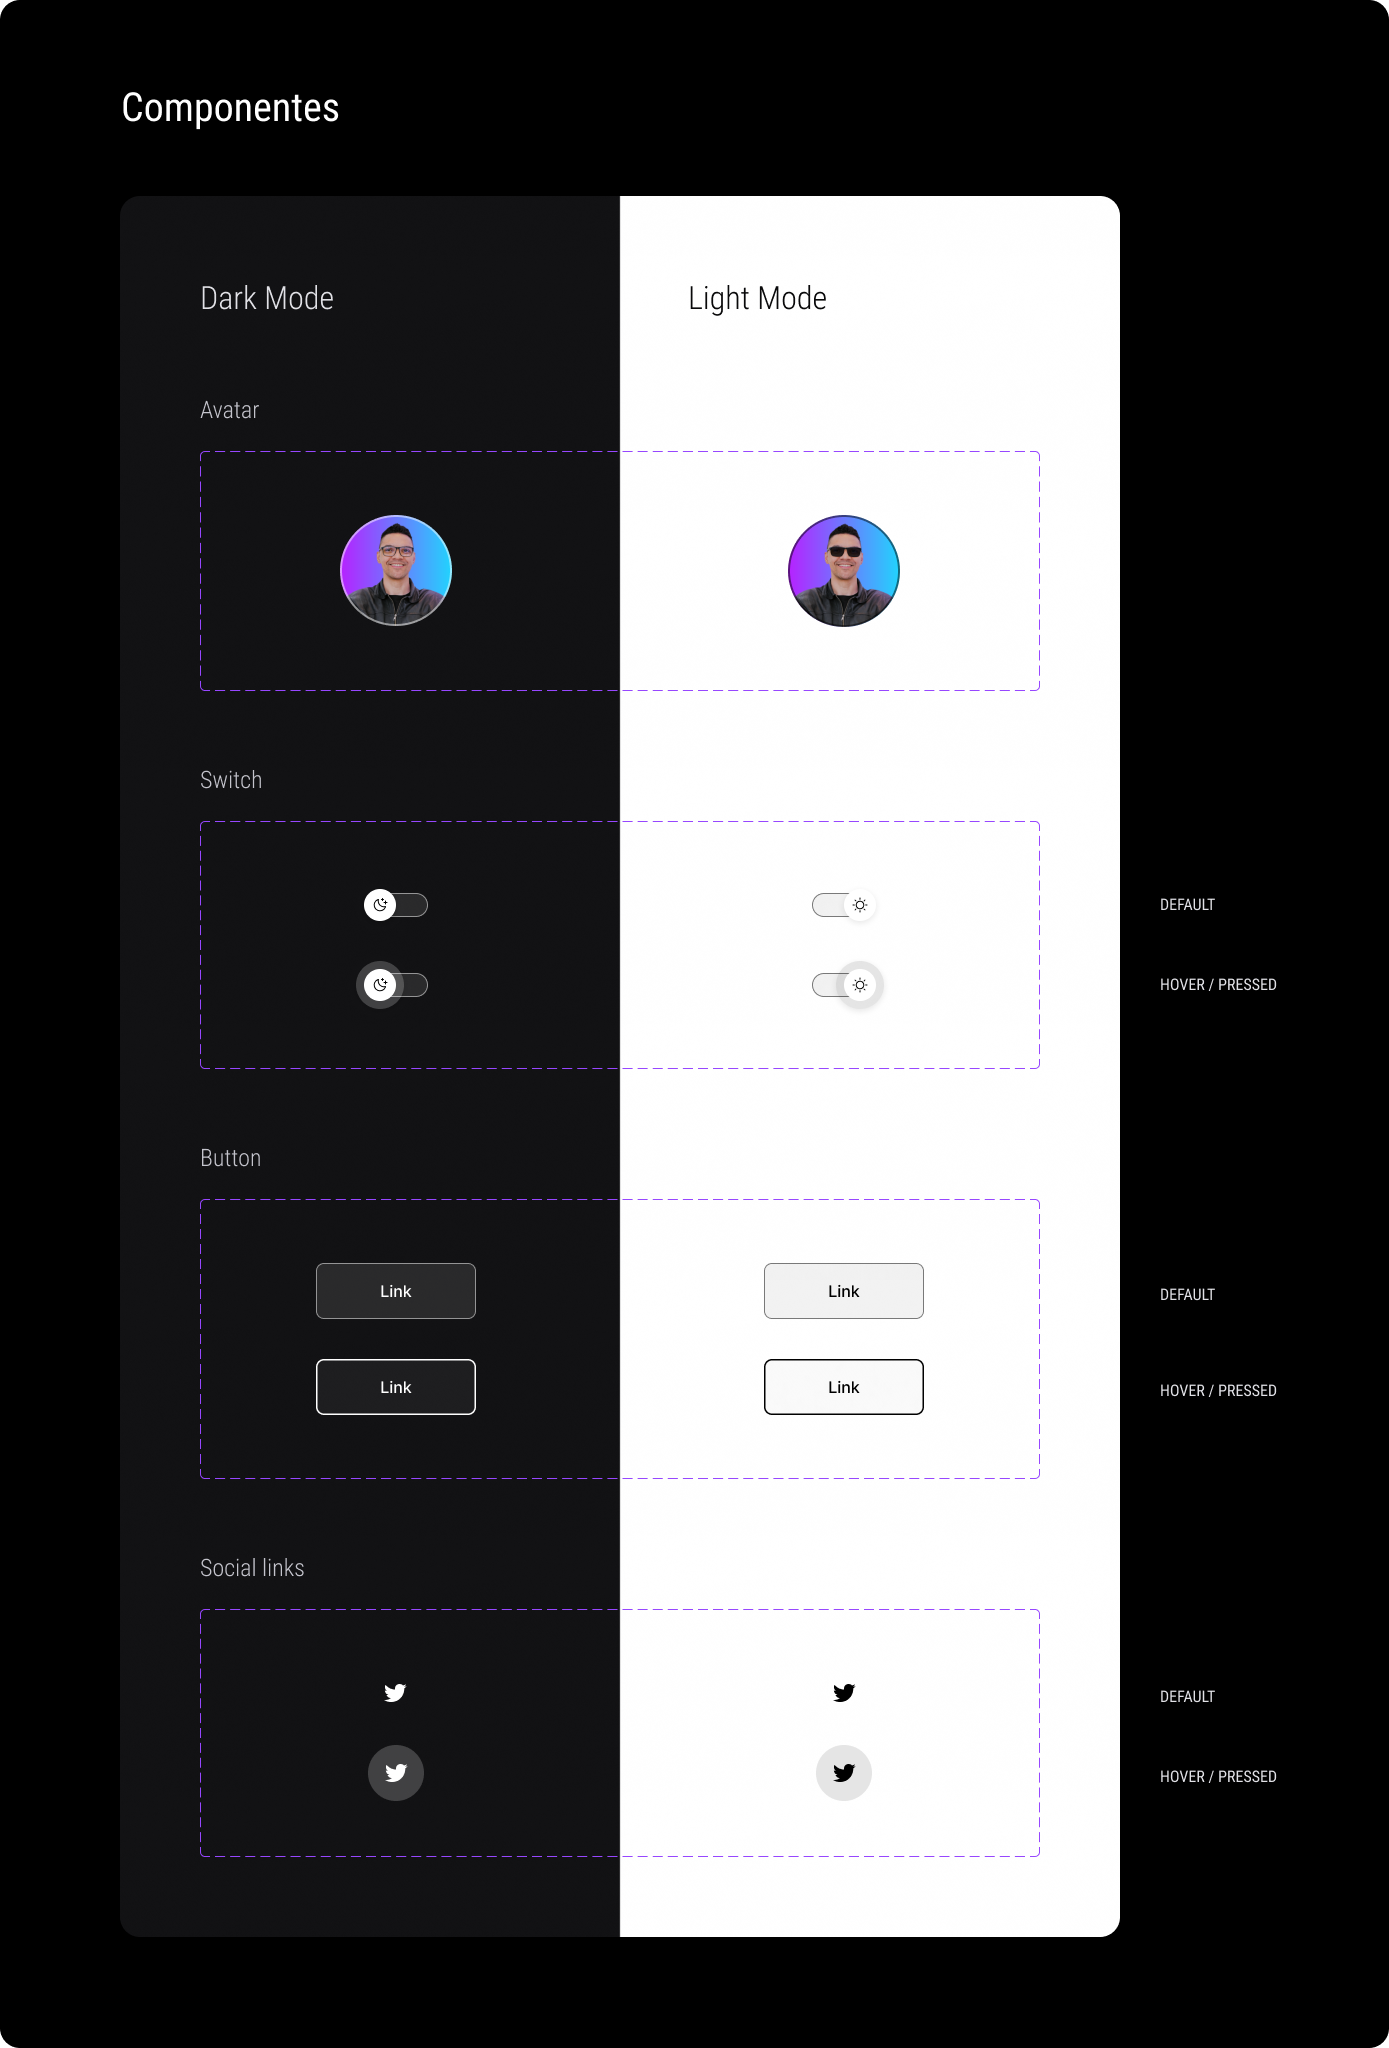 Componentes
Dark Mode
Light Mode
Avatar
Switch
DEFAULT
HOVER / PRESSED
Button
Link
Link
DEFAULT
Link
Link
HOVER / PRESSED
Social links
DEFAULT
HOVER / PRESSED